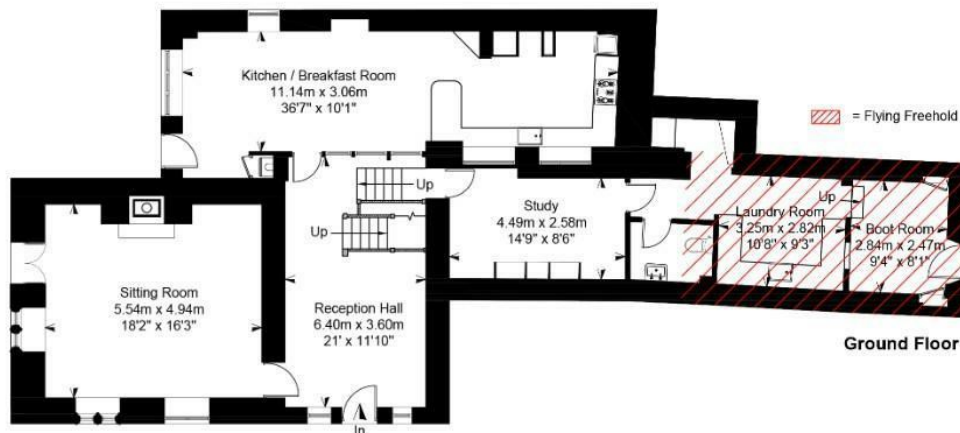 Kitchen / Breakfast Room
11.14m x 3.06m
36'7" x 10'1"
= Flying Freehold
Up
Study
4.49m x 2.58m
14'9" x 8'6"
Up
Laundry Room
3.25m x 2.82m
10'8" x 9'3"
Up
Boot Room
2.84m x 2.47m
9'4" x 8'1"
Sitting Room
5.54m x 4.94m
18'2" x 16'3"
Reception Hall
6.40m x 3.60m
21' x 11'10"
Ground Floor
In